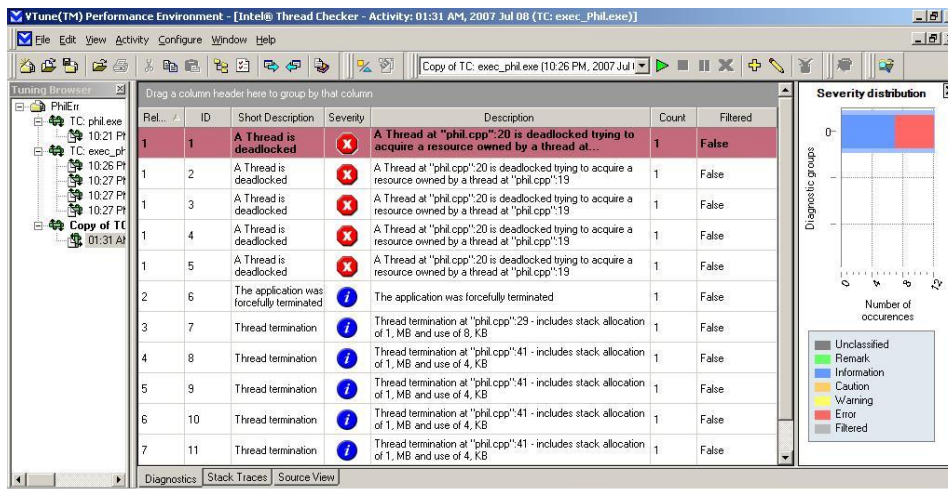 VTune(TM) Performance Environment - [Intel® Thread Checker - Activity: 01:31 AM, 2007 Jul 08 (TC: exec_Phil.exe)]
File Edit View Activity Configure Window Help
Copy of TC: exec_phil.exe (10:26 PM, 2007 Jul
Tuning Browser
PhilErr
TC: phil.exe
10:21 P
TC: exec_ph
10:26 P
10:27 P
10:27 P
10:27 P
Copy of TC
01:31 A
Drag a column header here to group by that column
Rel... ID Short Description Severity Description Count Filtered
1 1 A Thread is deadlocked A Thread at "phil.cpp":20 is deadlocked trying to acquire a resource owned by a thread at... 1 False
1 2 A Thread is deadlocked A Thread at "phil.cpp":20 is deadlocked trying to acquire a resource owned by a thread at "phil.cpp":19 1 False
1 3 A Thread is deadlocked A Thread at "phil.cpp":20 is deadlocked trying to acquire a resource owned by a thread at "phil.cpp":19 1 False
1 4 A Thread is deadlocked A Thread at "phil.cpp":20 is deadlocked trying to acquire a resource owned by a thread at "phil.cpp":19 1 False
1 5 A Thread is deadlocked A Thread at "phil.cpp":20 is deadlocked trying to acquire a resource owned by a thread at "phil.cpp":19 1 False
2 6 The application was forcefully terminated The application was forcefully terminated 1 False
3 7 Thread termination Thread termination at "phil.cpp":29 - includes stack allocation of 1, MB and use of 8, KB 1 False
4 8 Thread termination Thread termination at "phil.cpp":41 - includes stack allocation of 1, MB and use of 4, KB 1 False
5 9 Thread termination Thread termination at "phil.cpp":41 - includes stack allocation of 1, MB and use of 4, KB 1 False
6 10 Thread termination Thread termination at "phil.cpp":41 - includes stack allocation of 1, MB and use of 4, KB 1 False
7 11 Thread termination Thread termination at "phil.cpp":41 - includes stack allocation of 1, MB and use of 4, KB 1 False
Diagnostics Stack Traces Source View
Severity distribution
Diagnostic groups
0
0 4 8 12
Number of
occurences
Unclassified
Remark
Information
Caution
Warning
Error
Filtered